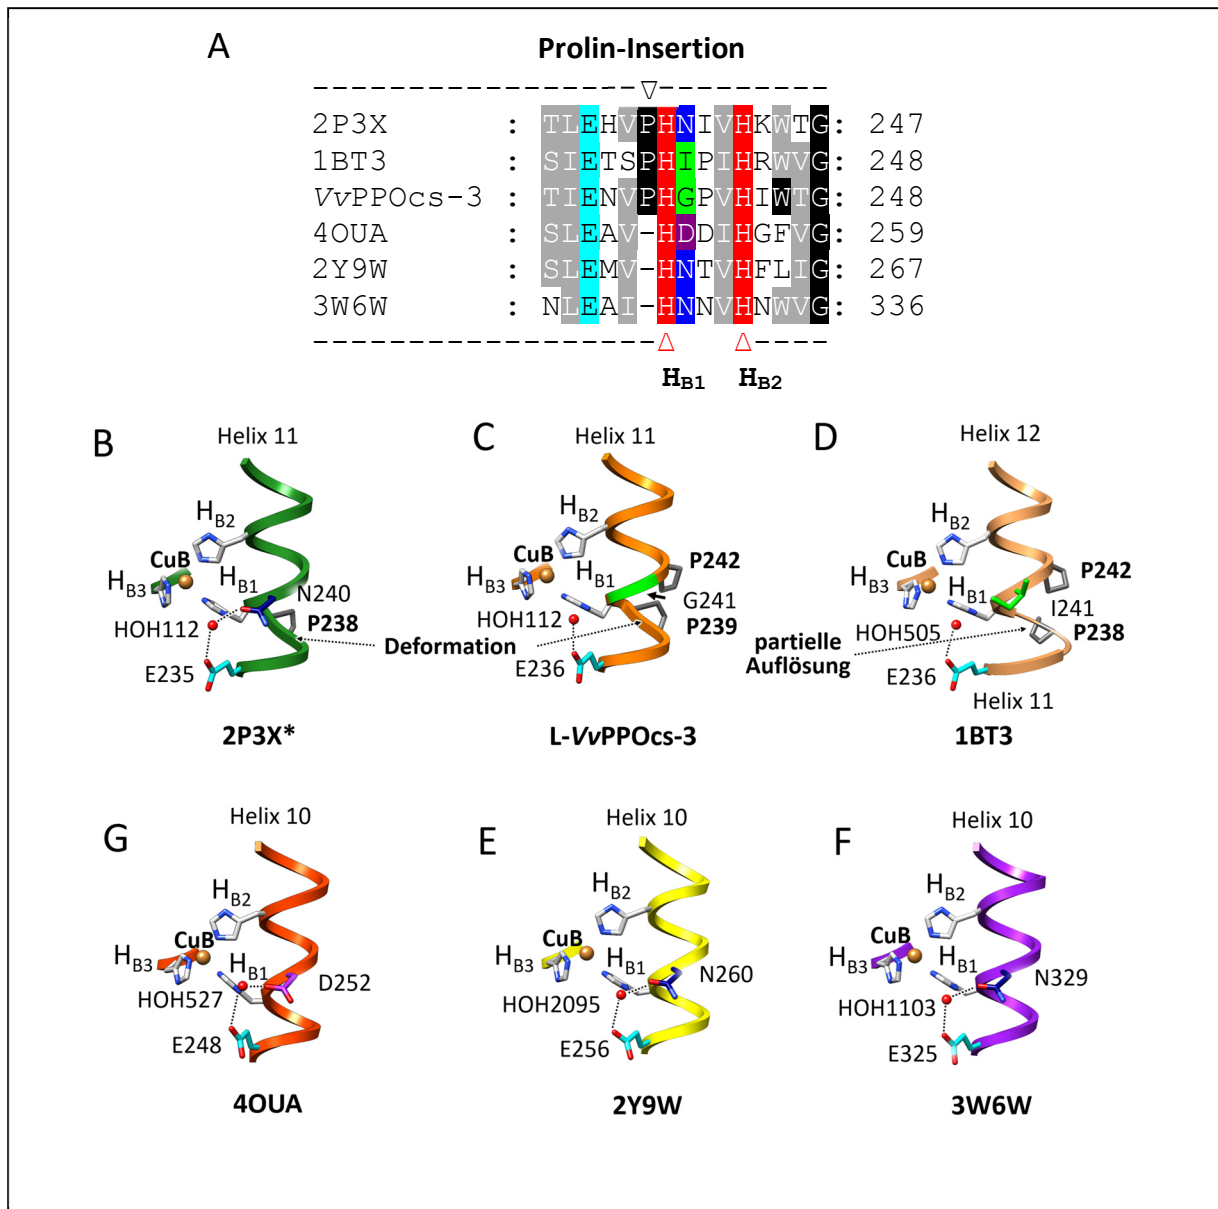 A
Prolin-Insertion
------------------▽---------
2P3X : TLEHVPHNIVHKWTG: 247
1BT3 : SIETSPHIPIHRWVG: 248
VvPPOcs-3 : TIENVPHGPVHIWTG: 248
4OUA : SLEAV-HDDIHGFVG: 259
2Y9W : SLEMV-HNTVHFLIG: 267
3W6W : NLEAI-HNNVHNWVG: 336
------------------△---△----
HB1 HB2
B
Helix 11
HB2
CuB
HB3
HB1
N240
HOH112
P238
E235
2P3X*
Deformation
C
Helix 11
HB2
CuB
HB3
HB1
P242
G241
HOH112
P239
E236
L-VvPPOcs-3
D
Helix 12
HB2
CuB
HB3
HB1
P242
I241
HOH505
P238
partielle
Auflösung
E236
Helix 11
1BT3
G
Helix 10
HB2
CuB
HB3
HB1
D252
HOH527
E248
4OUA
E
Helix 10
HB2
CuB
HB3
HB1
N260
HOH2095
E256
2Y9W
F
Helix 10
HB2
CuB
HB3
HB1
N329
HOH1103
E325
3W6W